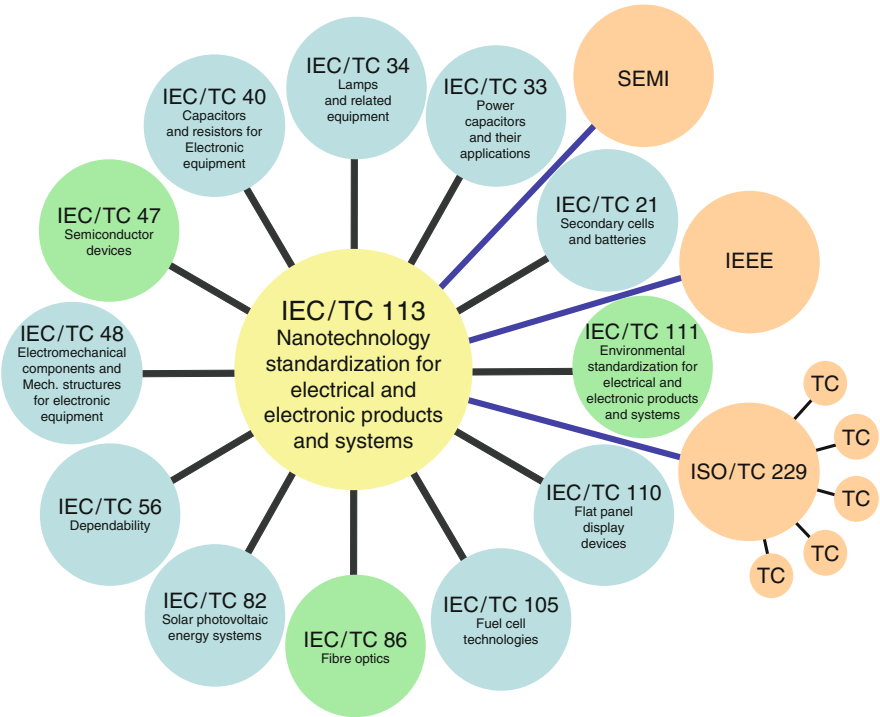 IEC/TC 113
Nanotechnology
standardization for
electrical and
electronic products
and systems
IEC/TC 34
Lamps
and related
equipment
IEC/TC 33
Power
capacitors
and their
applications
SEMI
IEC/TC 21
Secondary cells
and batteries
IEEE
IEC/TC 111
Environmental
standardization for
electrical and
electronic products
and systems
ISO/TC 229
TC
TC
TC
TC
TC
IEC/TC 110
Flat panel
display
devices
IEC/TC 105
Fuel cell
technologies
IEC/TC 86
Fibre optics
IEC/TC 82
Solar photovoltaic
energy systems
IEC/TC 56
Dependability
IEC/TC 48
Electromechanical
components and
Mech. structures
for electronic
equipment
IEC/TC 47
Semiconductor
devices
IEC/TC 40
Capacitors
and resistors for
Electronic
equipment